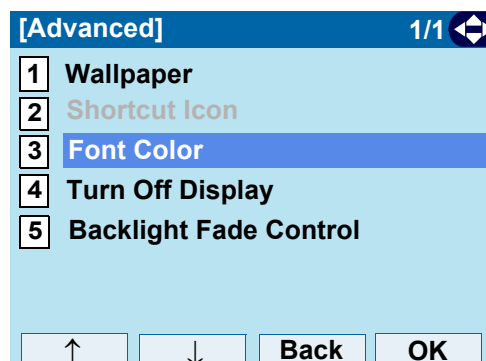 [Advanced] 1/1
1 Wallpaper
2 Shortcut Icon
3 Font Color
4 Turn Off Display
5 Backlight Fade Control
↑ ↓ Back OK